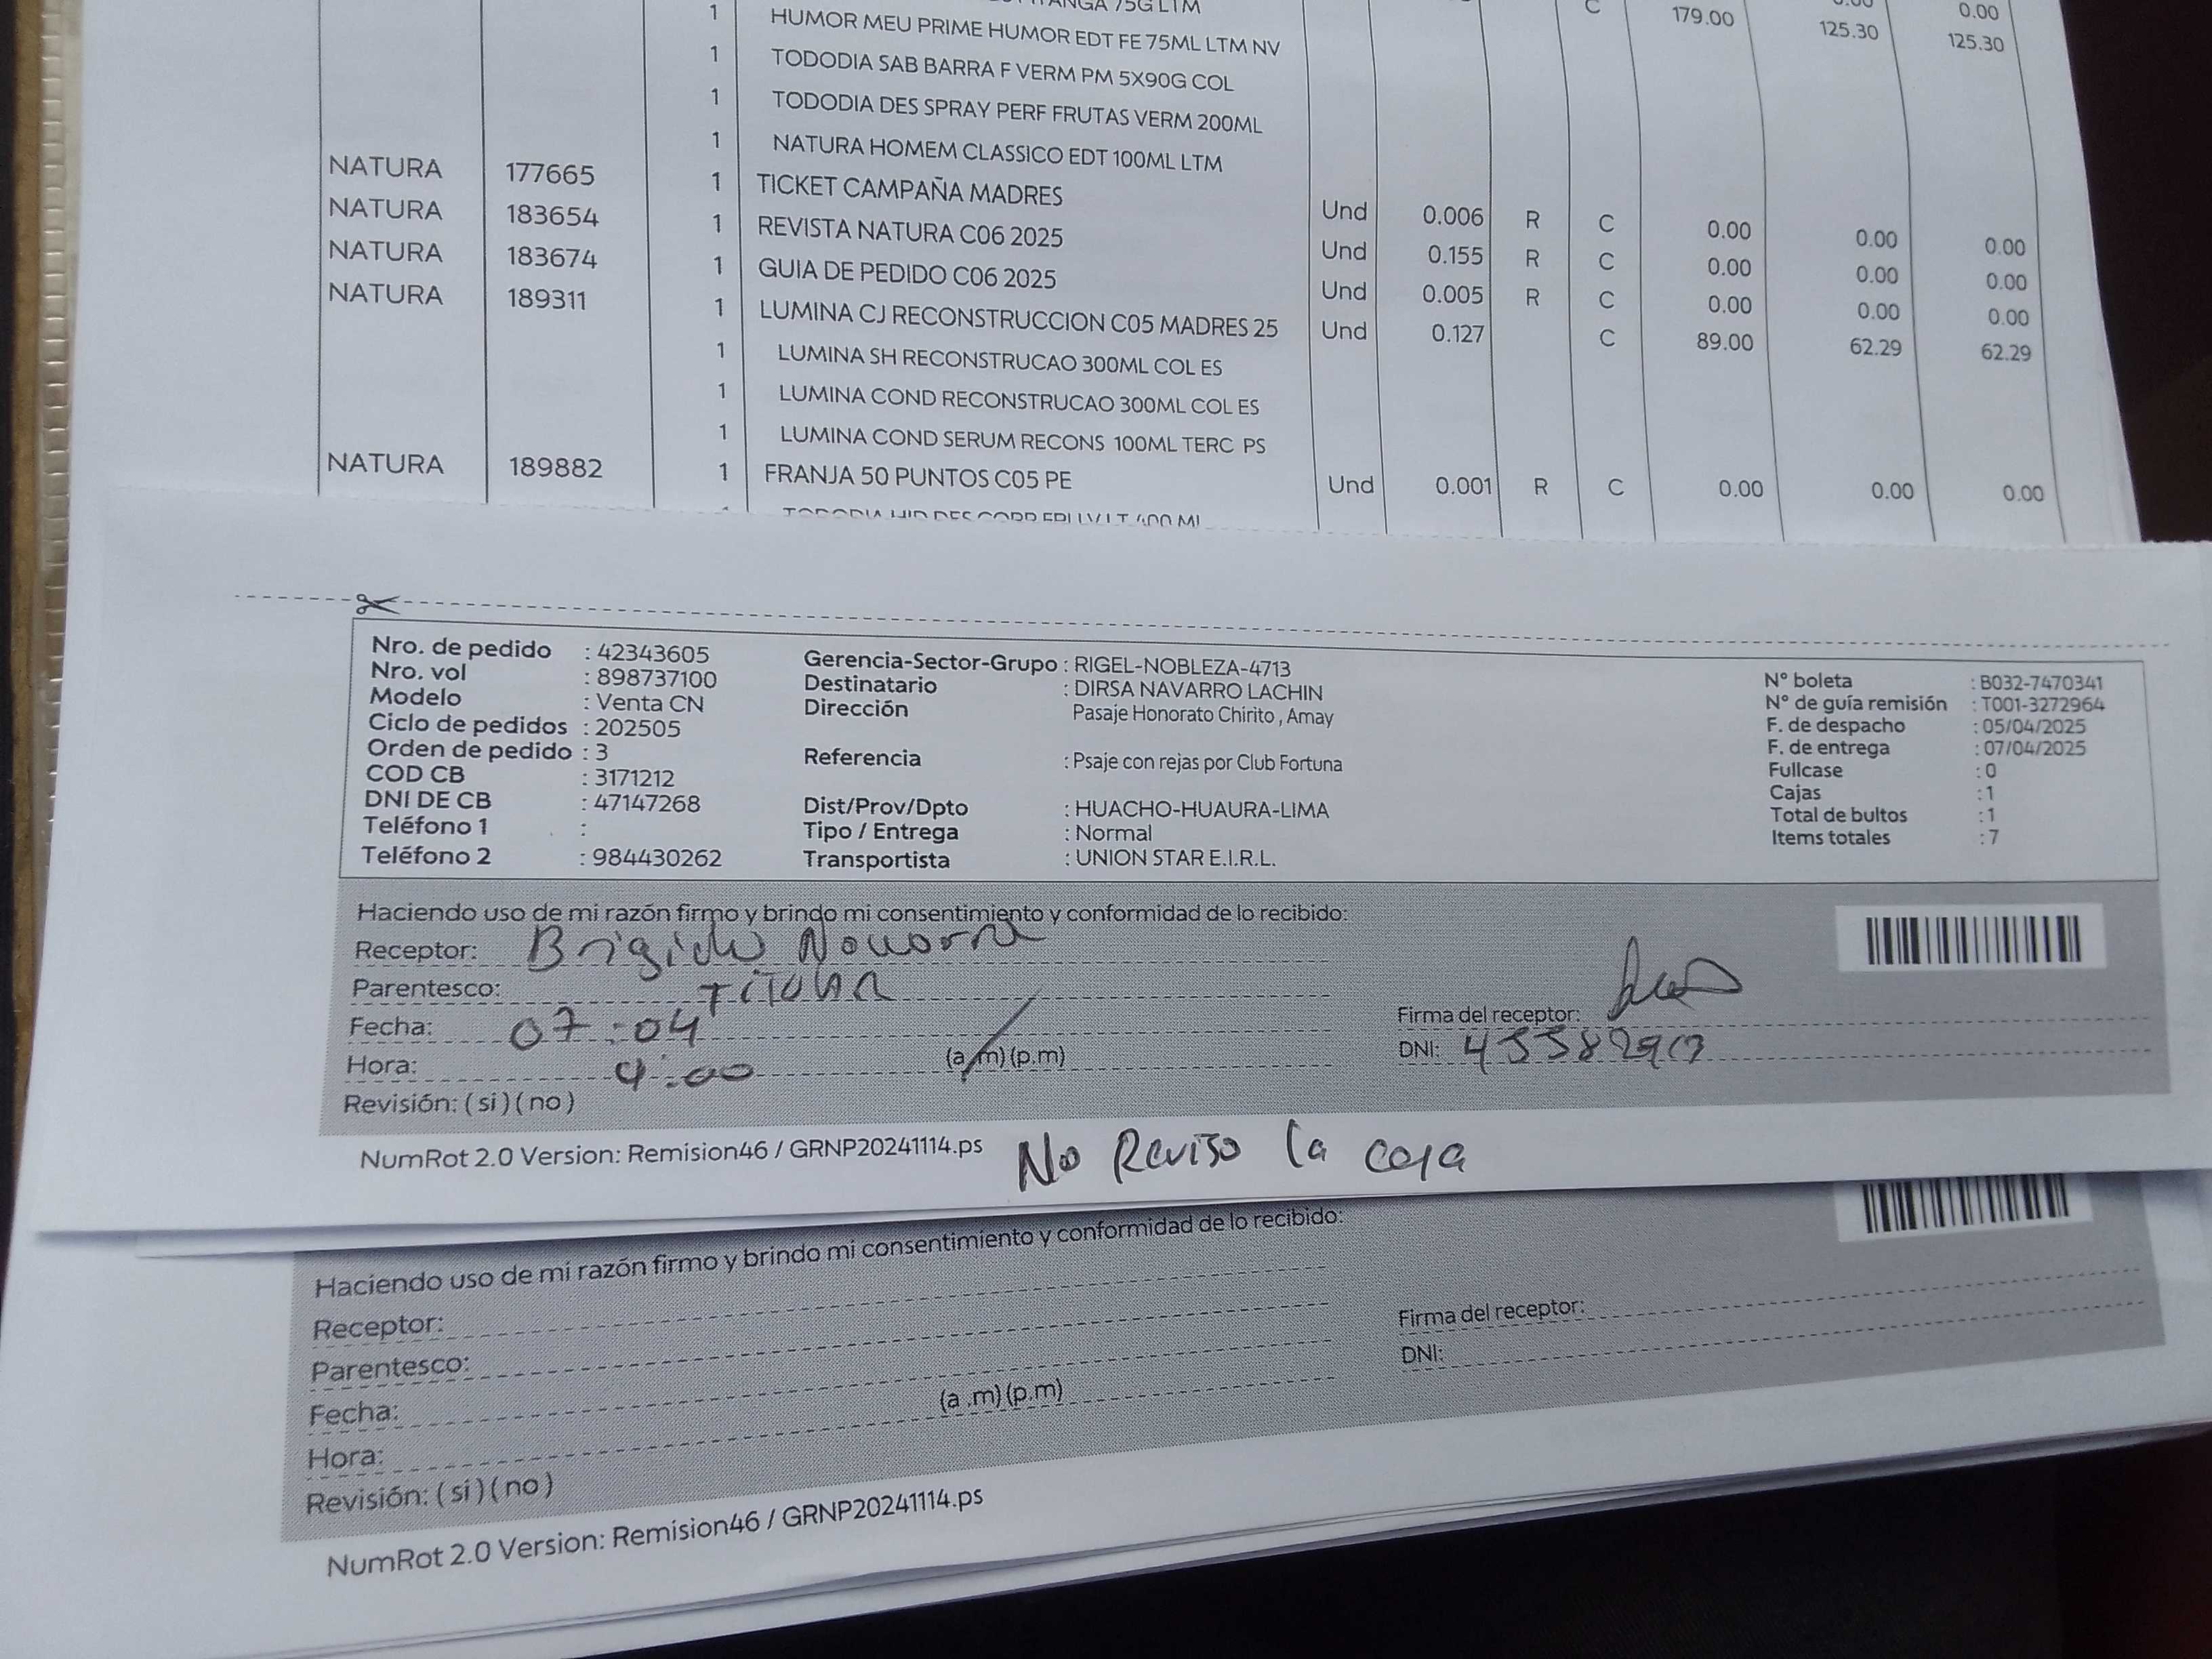 75G LTM C 0.00
1 HUMOR MEU PRIME HUMOR EDT FE 75ML LTM NV 179.00 125.30 125.30
1 TODODIA SAB BARRA F VERM PM 5X90G COL
1 TODODIA DES SPRAY PERF FRUTAS VERM 200ML
1 NATURA HOMEM CLASSICO EDT 100ML LTM
NATURA 177665 1 TICKET CAMPAÑA MADRES Und 0.006 R C 0.00 0.00 0.00
NATURA 183654 1 REVISTA NATURA C06 2025 Und 0.155 R C 0.00 0.00 0.00
NATURA 183674 1 GUIA DE PEDIDO C06 2025 Und 0.005 R C 0.00 0.00 0.00
NATURA 189311 1 LUMINA CJ RECONSTRUCCION C05 MADRES 25 Und 0.127 C 89.00 62.29 62.29
1 LUMINA SH RECONSTRUCAO 300ML COL ES
1 LUMINA COND RECONSTRUCAO 300ML COL ES
1 LUMINA COND SERUM RECONS 100ML TERC PS
NATURA 189882 1 FRANJA 50 PUNTOS C05 PE Und 0.001 R C 0.00 0.00 0.00
Nro. de pedido : 42343605
Nro. vol : 898737100
Modelo : Venta CN
Ciclo de pedidos : 202505
Orden de pedido : 3
COD CB : 3171212
DNI DE CB : 47147268
Teléfono 1 :
Teléfono 2 : 984430262
Gerencia-Sector-Grupo : RIGEL-NOBLEZA-4713
Destinatario : DIRSA NAVARRO LACHIN
Dirección Pasaje Honorato Chirito , Amay
Referencia : Psaje con rejas por Club Fortuna
Dist/Prov/Dpto : HUACHO-HUAURA-LIMA
Tipo / Entrega : Normal
Transportista : UNION STAR E.I.R.L.
N° boleta : B032-7470341
N° de guía remisión : T001-3272964
F. de despacho : 05/04/2025
F. de entrega : 07/04/2025
Fullcase : 0
Cajas : 1
Total de bultos : 1
Items totales : 7
Haciendo uso de mi razón firmo y brindo mi consentimiento y conformidad de lo recibido:
Receptor:
Parentesco:
Fecha: 07-04
Hora: 4:00 (a.m)(p.m)
Revisión: (si)(no)
Firma del receptor:
DNI:
NumRot 2.0 Version: Remision46 / GRNP20241114.ps No Reviso la caja
Haciendo uso de mi razón firmo y brindo mi consentimiento y conformidad de lo recibido:
Receptor:
Parentesco:
Fecha:
Hora: (a .m)(p.m)
Revisión: (si)(no)
Firma del receptor:
DNI:
NumRot 2.0 Version: Remision46 / GRNP20241114.ps